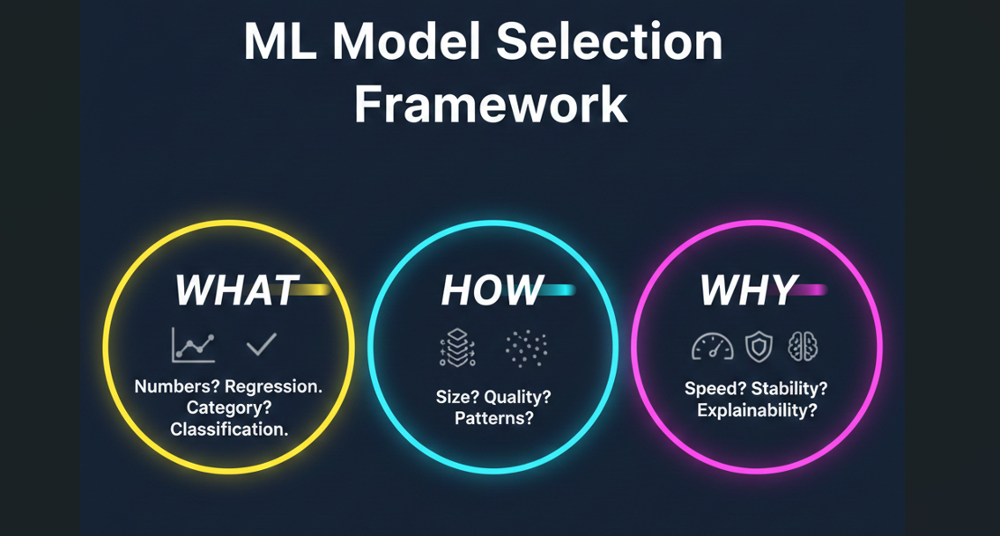 ML Model Selection
Framework
WHAT
Numbers? Regression.
Category?
Classification.
HOW
Size? Quality?
Patterns?
WHY
Speed? Stability?
Explainability?